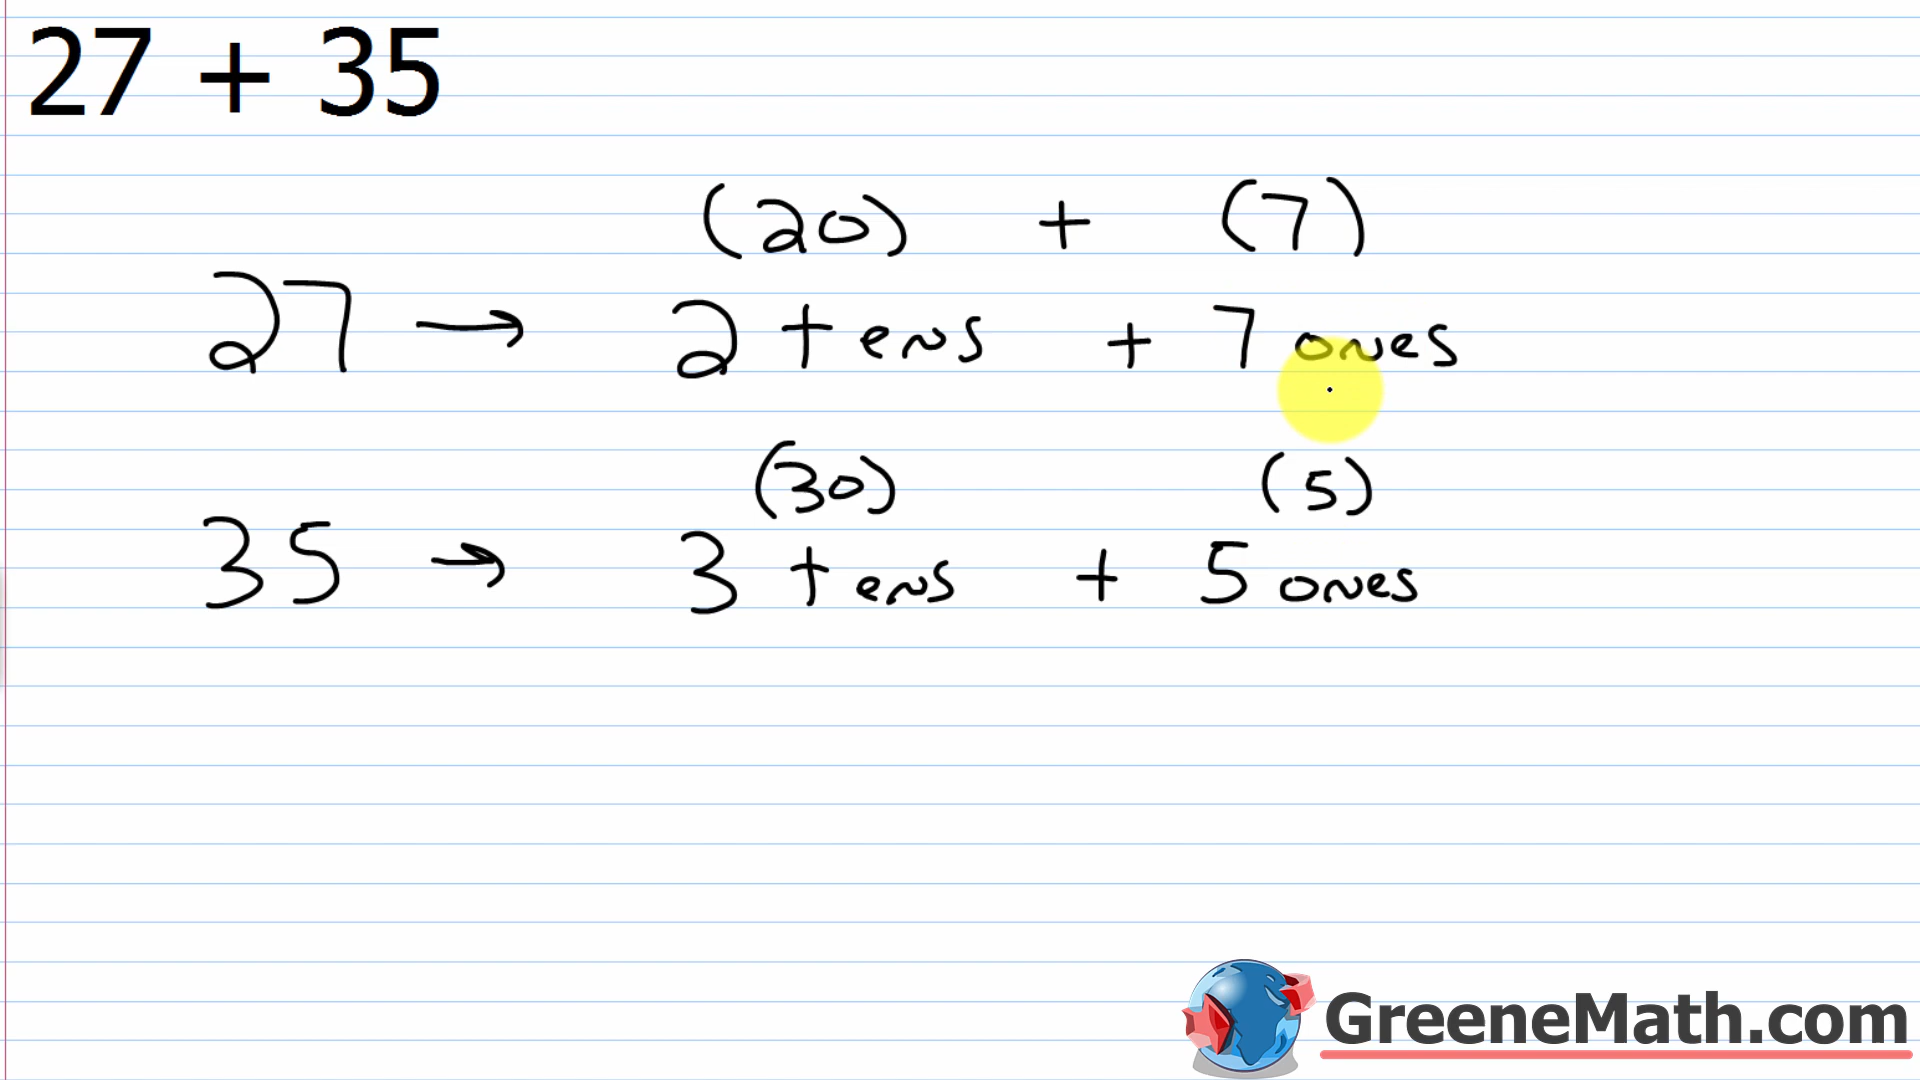 27 + 35
(20) + (7)
27 → 2 tens + 7 ones
(30) (5)
35 → 3 tens + 5 ones
GreeneMath.com